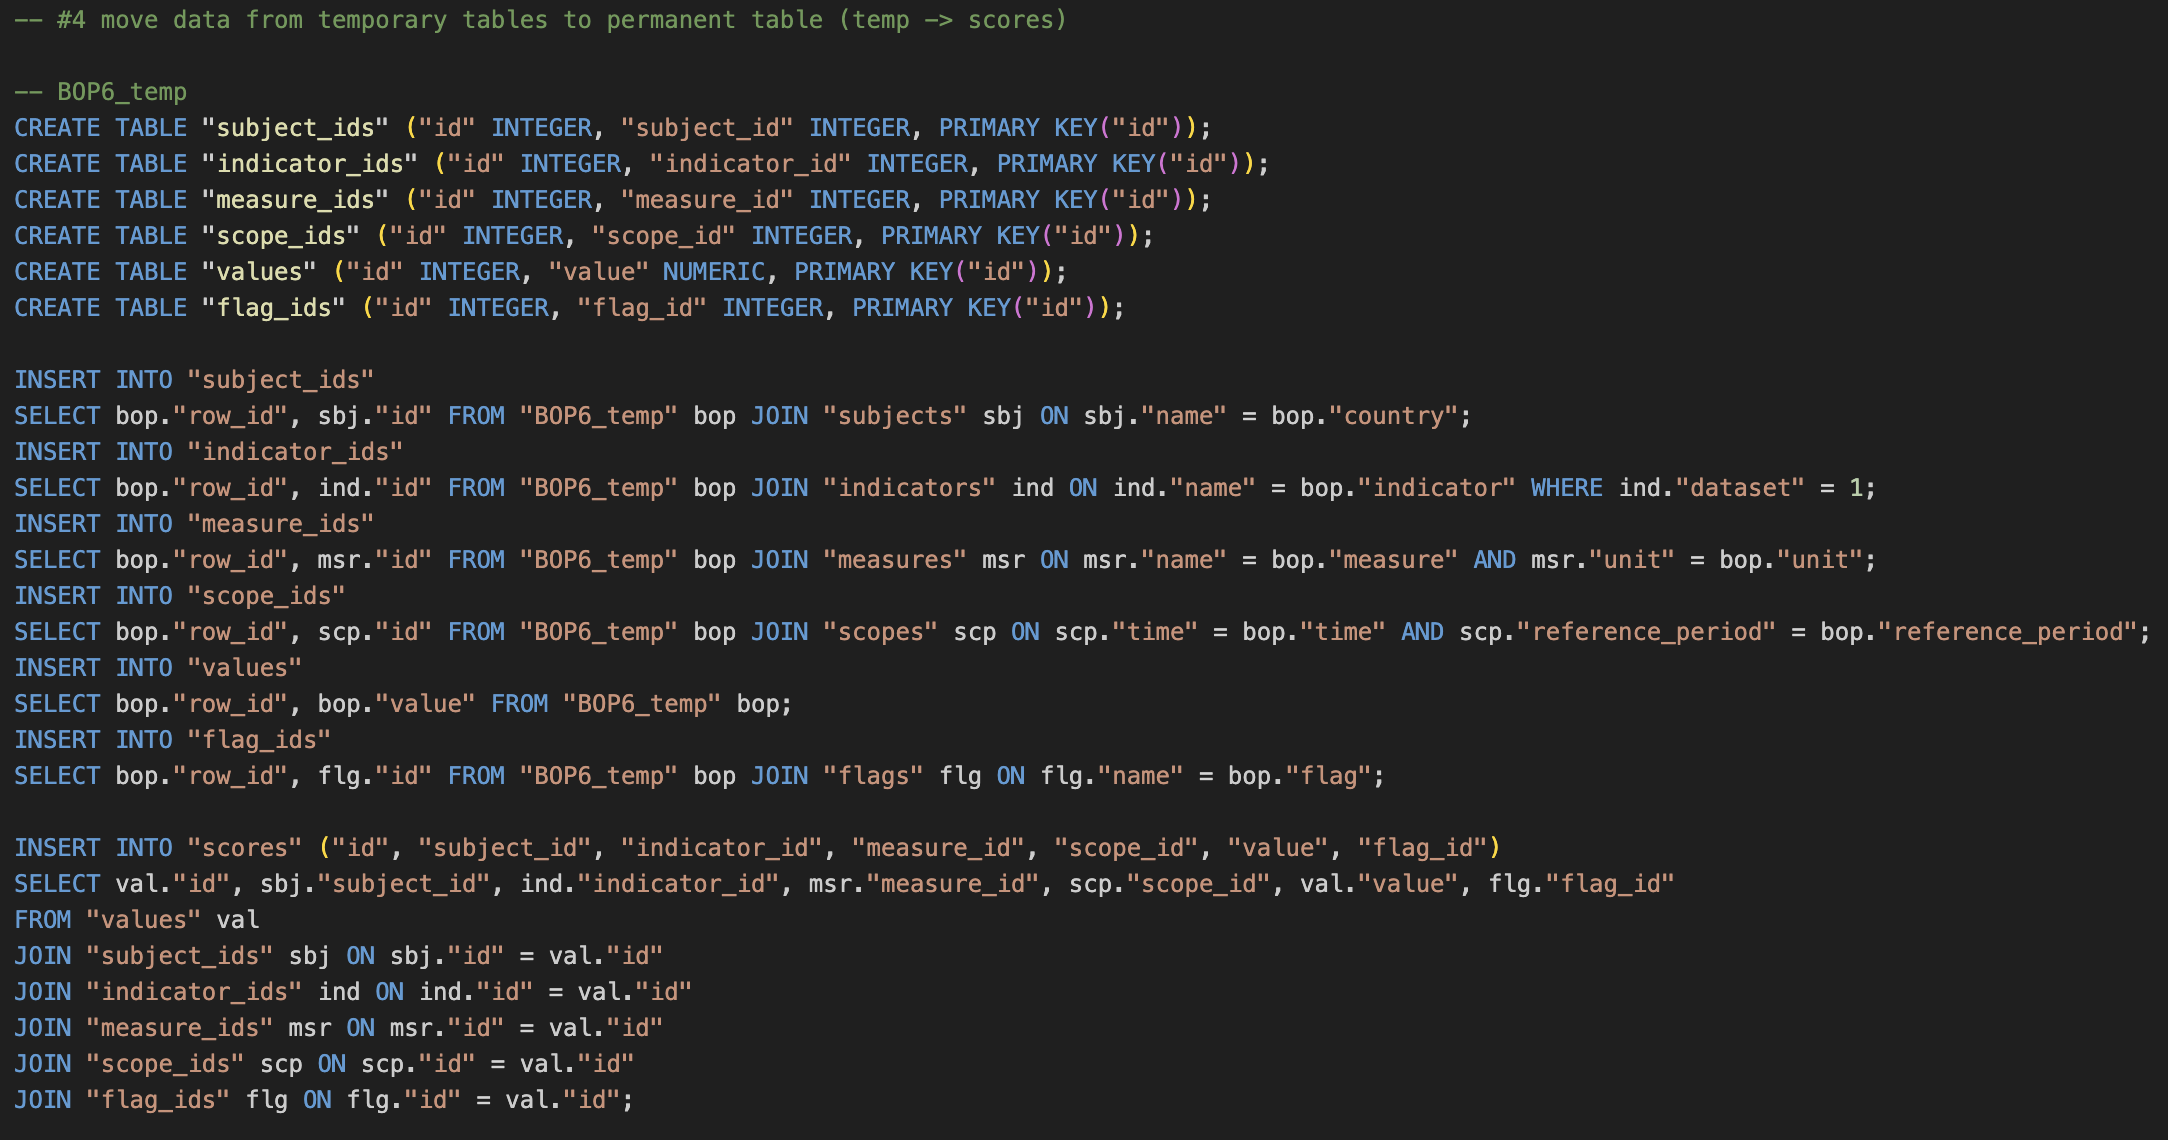 -- #4 move data from temporary tables to permanent table (temp -> scores)
-- BOP6_temp
CREATE TABLE "subject_ids" ("id" INTEGER, "subject_id" INTEGER, PRIMARY KEY("id"));
CREATE TABLE "indicator_ids" ("id" INTEGER, "indicator_id" INTEGER, PRIMARY KEY("id"));
CREATE TABLE "measure_ids" ("id" INTEGER, "measure_id" INTEGER, PRIMARY KEY("id"));
CREATE TABLE "scope_ids" ("id" INTEGER, "scope_id" INTEGER, PRIMARY KEY("id"));
CREATE TABLE "values" ("id" INTEGER, "value" NUMERIC, PRIMARY KEY("id"));
CREATE TABLE "flag_ids" ("id" INTEGER, "flag_id" INTEGER, PRIMARY KEY("id"));
INSERT INTO "subject_ids"
SELECT bop."row_id", sbj."id" FROM "BOP6_temp" bop JOIN "subjects" sbj ON sbj."name" = bop."country";
INSERT INTO "indicator_ids"
SELECT bop."row_id", ind."id" FROM "BOP6_temp" bop JOIN "indicators" ind ON ind."name" = bop."indicator" WHERE ind."dataset" = 1;
INSERT INTO "measure_ids"
SELECT bop."row_id", msr."id" FROM "BOP6_temp" bop JOIN "measures" msr ON msr."name" = bop."measure" AND msr."unit" = bop."unit";
INSERT INTO "scope_ids"
SELECT bop."row_id", scp."id" FROM "BOP6_temp" bop JOIN "scopes" scp ON scp."time" = bop."time" AND scp."reference_period" = bop."reference_period";
INSERT INTO "values"
SELECT bop."row_id", bop."value" FROM "BOP6_temp" bop;
INSERT INTO "flag_ids"
SELECT bop."row_id", flg."id" FROM "BOP6_temp" bop JOIN "flags" flg ON flg."name" = bop."flag";
INSERT INTO "scores" ("id", "subject_id", "indicator_id", "measure_id", "scope_id", "value", "flag_id")
SELECT val."id", sbj."subject_id", ind."indicator_id", msr."measure_id", scp."scope_id", val."value", flg."flag_id"
FROM "values" val
JOIN "subject_ids" sbj ON sbj."id" = val."id"
JOIN "indicator_ids" ind ON ind."id" = val."id"
JOIN "measure_ids" msr ON msr."id" = val."id"
JOIN "scope_ids" scp ON scp."id" = val."id"
JOIN "flag_ids" flg ON flg."id" = val."id";